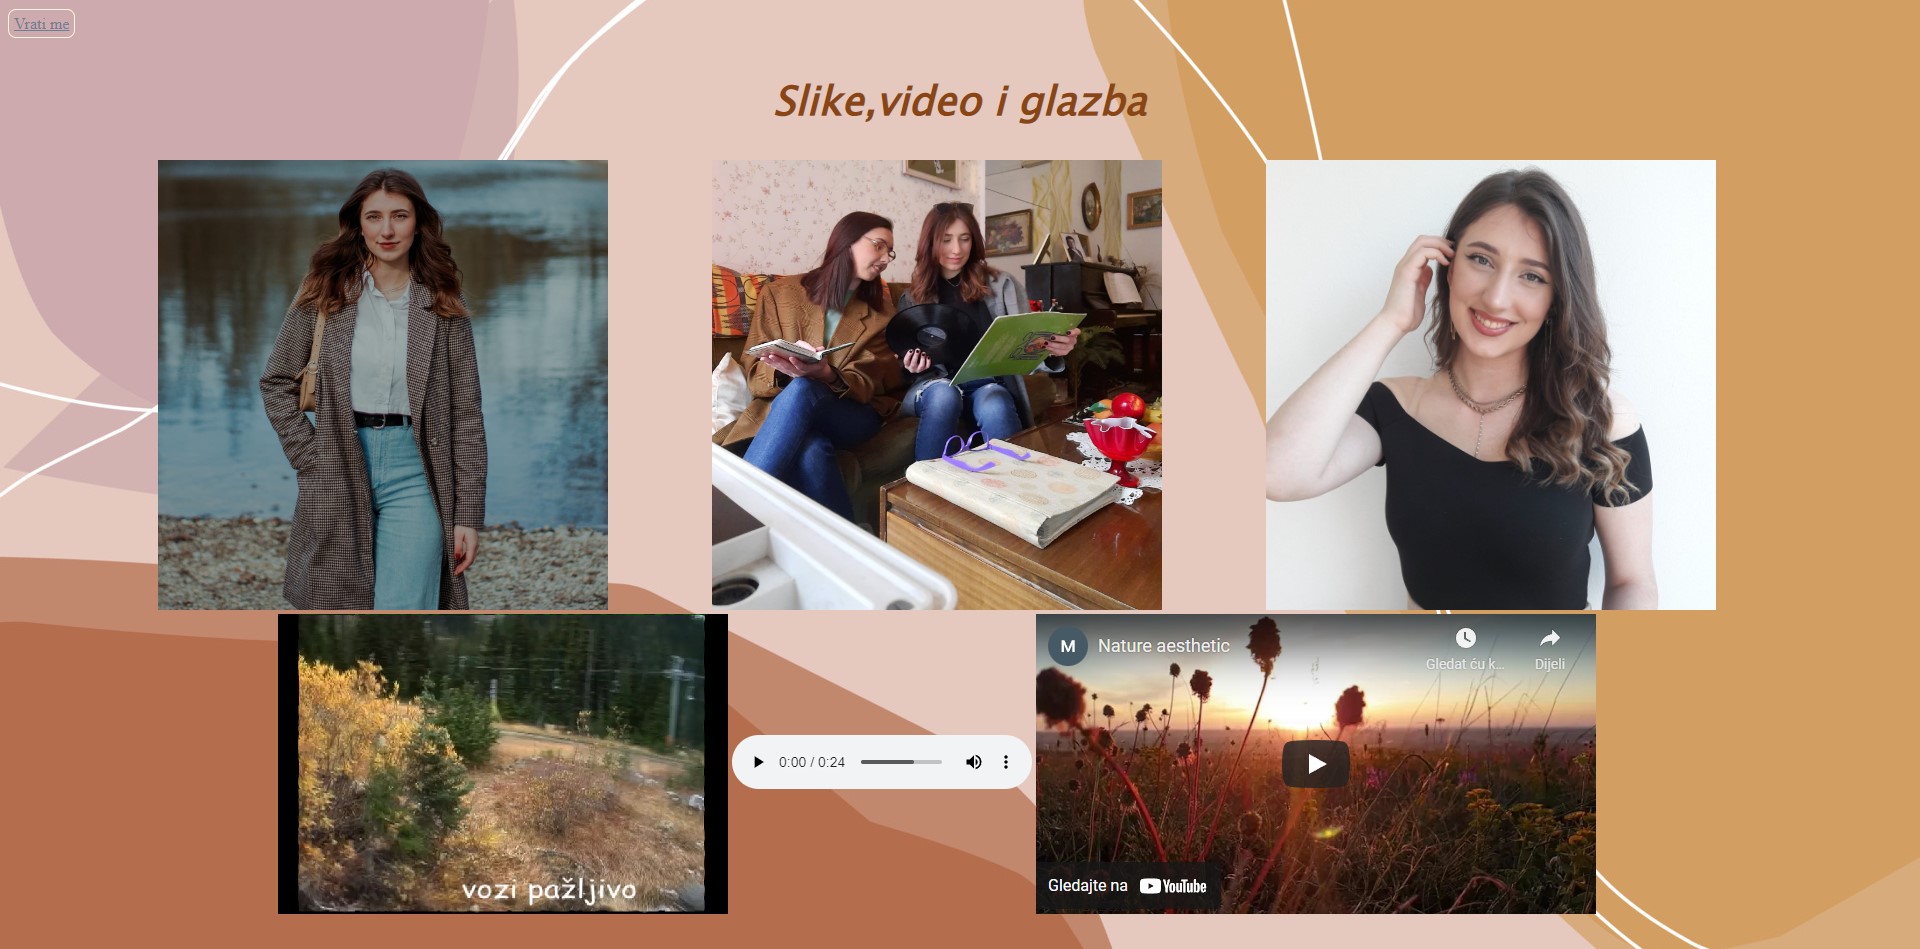 Vrati me
Slike,video i glazba
vozi pažljivo
0:00 / 0:24
M
Nature aesthetic
Gledat ću k...
Dijeli
Gledajte na YouTube